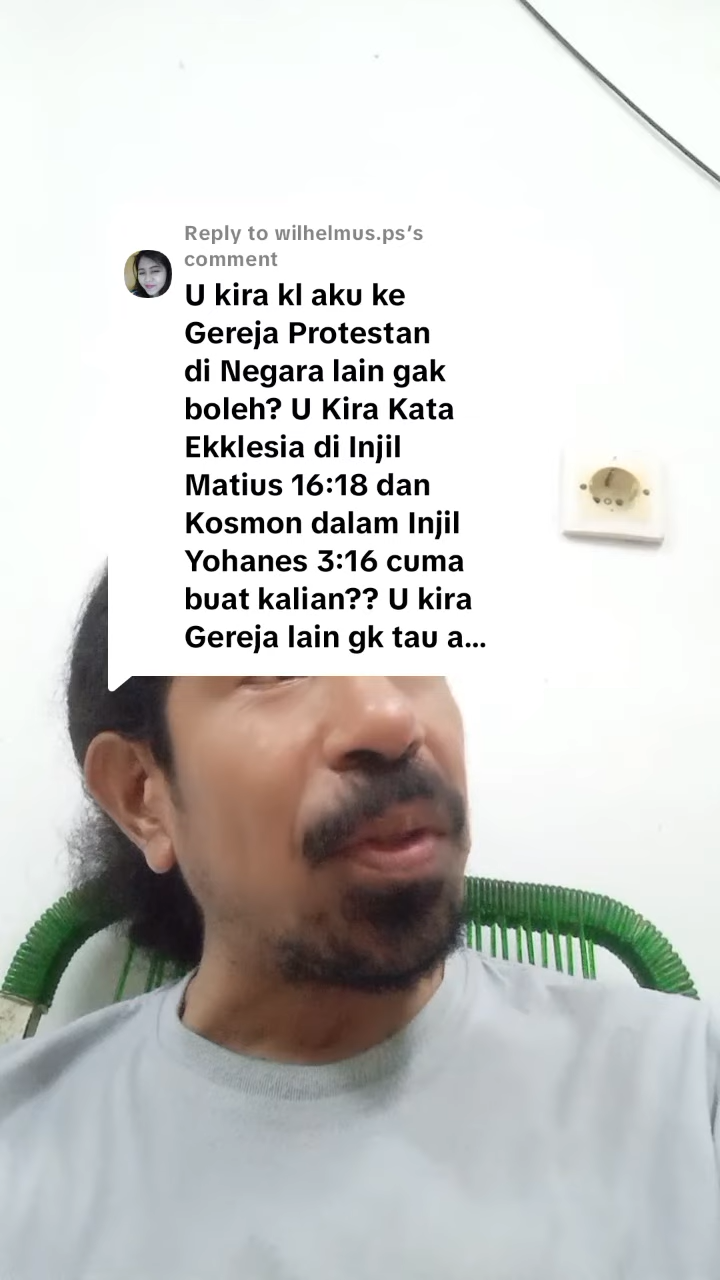 Reply to wilhelmus.ps’s
comment
U kira kl aku ke
Gereja Protestan
di Negara lain gak
boleh? U Kira Kata
Ekklesia di Injil
Matius 16:18 dan
Kosmon dalam Injil
Yohanes 3:16 cuma
buat kalian?? U kira
Gereja lain gk tau a...